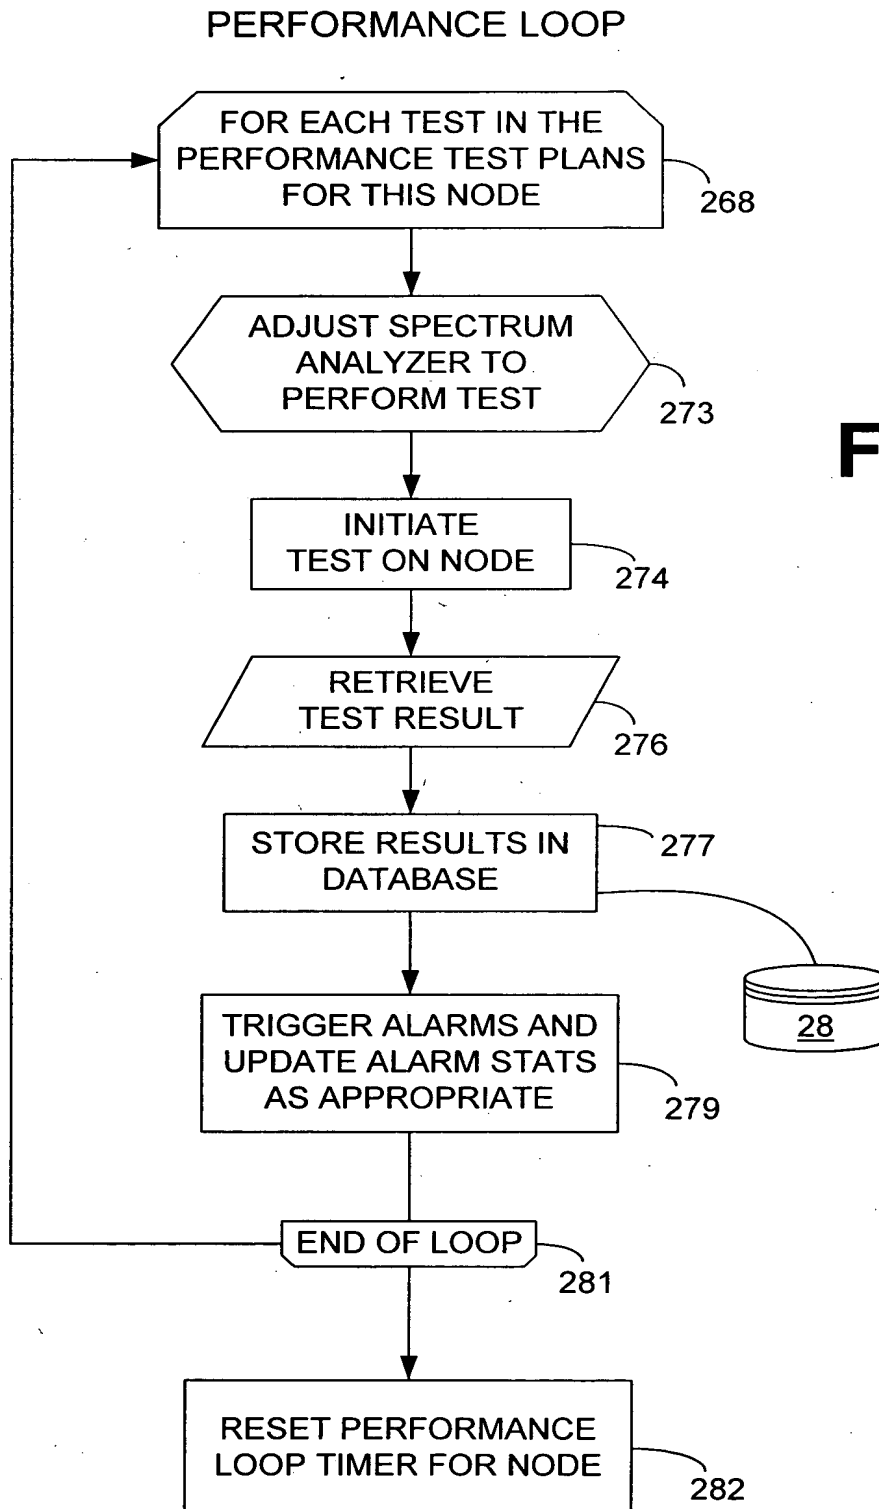 PERFORMANCE LOOP
FOR EACH TEST IN THE
PERFORMANCE TEST PLANS
FOR THIS NODE
268
ADJUST SPECTRUM
ANALYZER TO
PERFORM TEST
273
F
INITIATE
TEST ON NODE
274
RETRIEVE
TEST RESULT
276
STORE RESULTS IN
DATABASE
277
28
TRIGGER ALARMS AND
UPDATE ALARM STATS
AS APPROPRIATE
279
END OF LOOP
281
RESET PERFORMANCE
LOOP TIMER FOR NODE
282